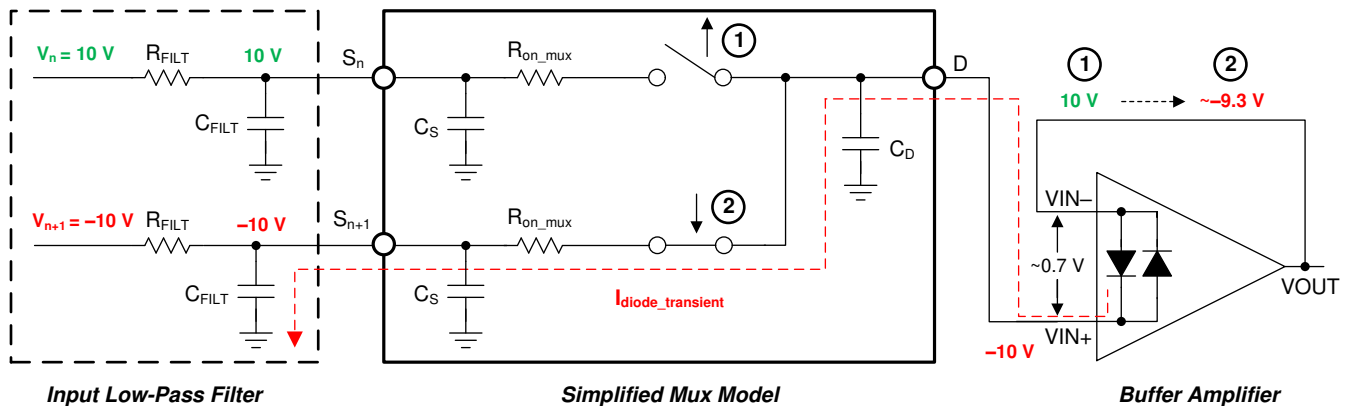 Vn = 10 V
RFILT
10 V
CFILT
Sn
Ron_mux
1
CS
D
CD
Vn+1 = –10 V
RFILT
–10 V
CFILT
Sn+1
Ron_mux
2
CS
Idiode_transient
1
2
10 V
~–9.3 V
VIN–
~0.7 V
VIN+
–10 V
VOUT
Input Low-Pass Filter
Simplified Mux Model
Buffer Amplifier